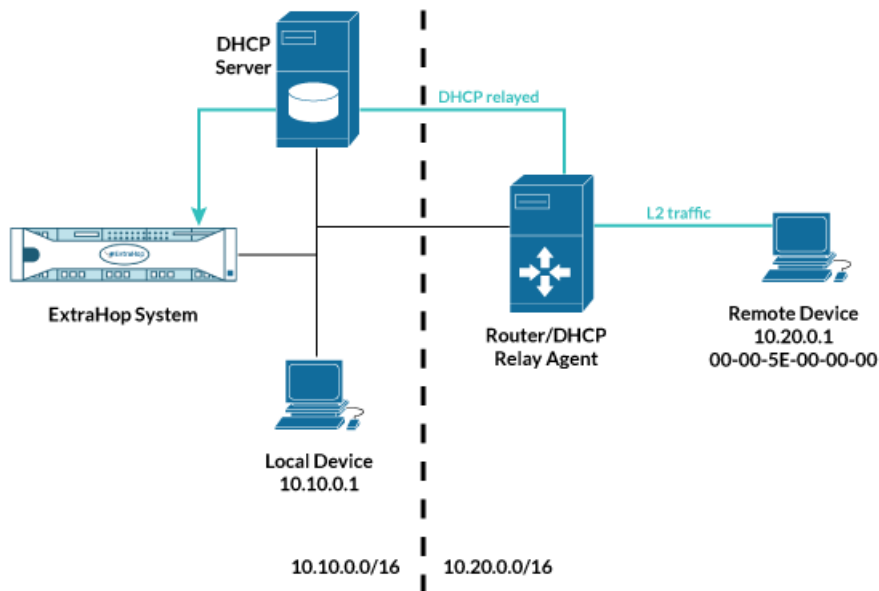 DHCP
Server
DHCP relayed
L2 traffic
ExtraHop
ExtraHop System
Router/DHCP
Relay Agent
Remote Device
10.20.0.1
00-00-5E-00-00-00
Local Device
10.10.0.1
10.10.0.0/16
10.20.0.0/16